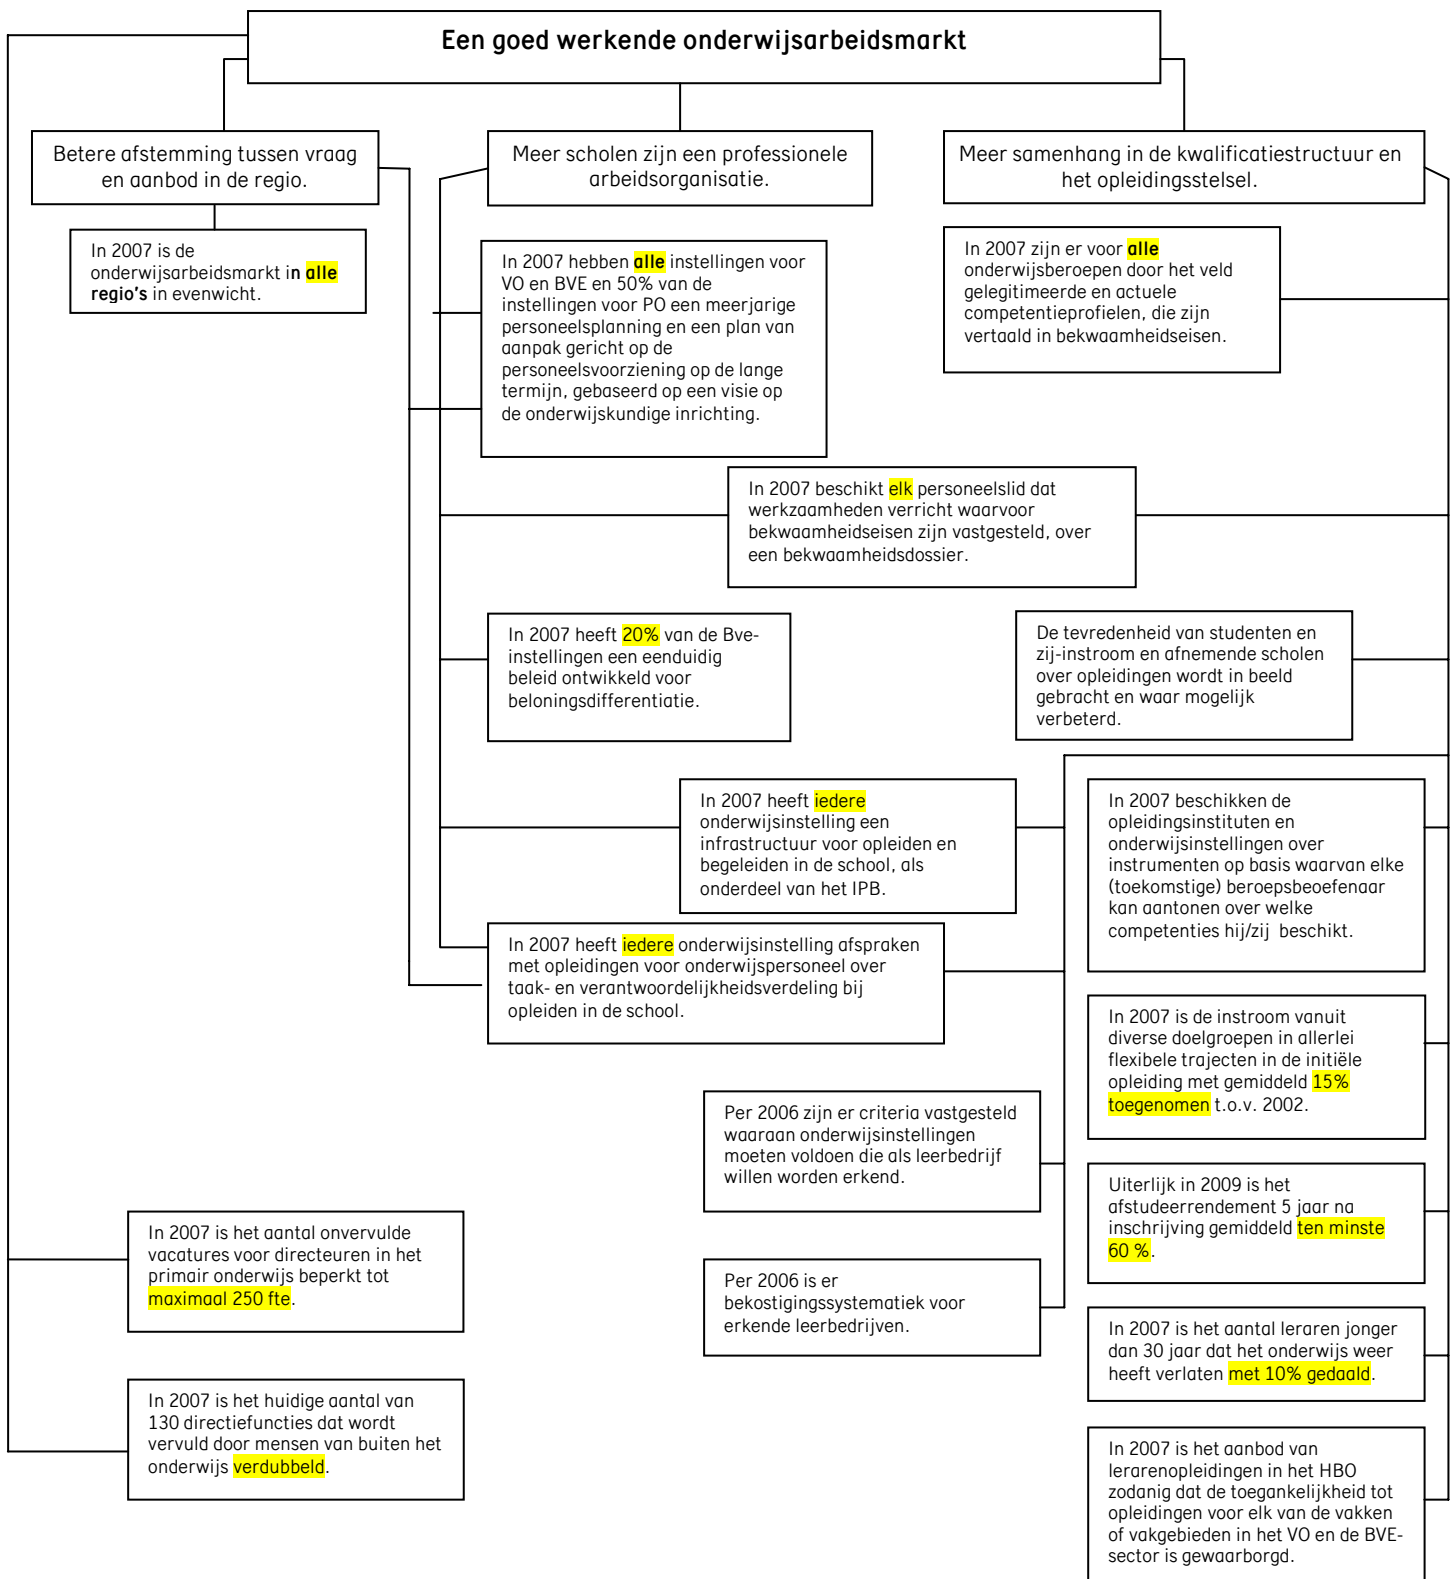 Een goed werkende onderwijsarbeidsmarkt
Betere afstemming tussen vraag
en aanbod in de regio.
Meer scholen zijn een professionele
arbeidsorganisatie.
Meer samenhang in de kwalificatiestructuur en
het opleidingsstelsel.
In 2007 is de
onderwijsarbeidsmarkt in alle
regio's in evenwicht.
In 2007 hebben alle instellingen voor
VO en BVE en 50% van de
instellingen voor PO een meerjarige
personeelsplanning en een plan van
aanpak gericht op de
personeelsvoorziening op de lange
termijn, gebaseerd op een visie op
de onderwijskundige inrichting.
In 2007 zijn er voor alle
onderwijsberoepen door het veld
gelegitimeerde en actuele
competentieprofielen, die zijn
vertaald in bekwaamheidseisen.
In 2007 beschikt elk personeelslid dat
werkzaamheden verricht waarvoor
bekwaamheidseisen zijn vastgesteld, over
een bekwaamheidsdossier.
In 2007 heeft 20% van de Bve-
instellingen een eenduidig
beleid ontwikkeld voor
beloningsdifferentiatie.
De tevredenheid van studenten en
zij-instroom en afnemende scholen
over opleidingen wordt in beeld
gebracht en waar mogelijk
verbeterd.
In 2007 heeft iedere
onderwijsinstelling een
infrastructuur voor opleiden en
begeleiden in de school, als
onderdeel van het IPB.
In 2007 beschikken de
opleidingsinstituten en
onderwijsinstellingen over
instrumenten op basis waarvan elke
(toekomstige) beroepsbeoefenaar
kan aantonen over welke
competenties hij/zij beschikt.
In 2007 heeft iedere onderwijsinstelling afspraken
met opleidingen voor onderwijspersoneel over
taak- en verantwoordelijkheidsverdeling bij
opleiden in de school.
In 2007 is de instroom vanuit
diverse doelgroepen in allerlei
flexibele trajecten in de initiële
opleiding met gemiddeld 15%
toegenomen t.o.v. 2002.
Per 2006 zijn er criteria vastgesteld
waaraan onderwijsinstellingen
moeten voldoen die als leerbedrijf
willen worden erkend.
Uiterlijk in 2009 is het
afstudeerrendement 5 jaar na
inschrijving gemiddeld ten minste
60 %.
In 2007 is het aantal onvervulde
vacatures voor directeuren in het
primair onderwijs beperkt tot
maximaal 250 fte.
Per 2006 is er
bekostigingssystematiek voor
erkende leerbedrijven.
In 2007 is het aantal leraren jonger
dan 30 jaar dat het onderwijs weer
heeft verlaten met 10% gedaald.
In 2007 is het huidige aantal van
130 directiefuncties dat wordt
vervuld door mensen van buiten het
onderwijs verdubbeld.
In 2007 is het aanbod van
lerarenopleidingen in het HBO
zodanig dat de toegankelijkheid tot
opleidingen voor elk van de vakken
of vakgebieden in het VO en de BVE-
sector is gewaarborgd.